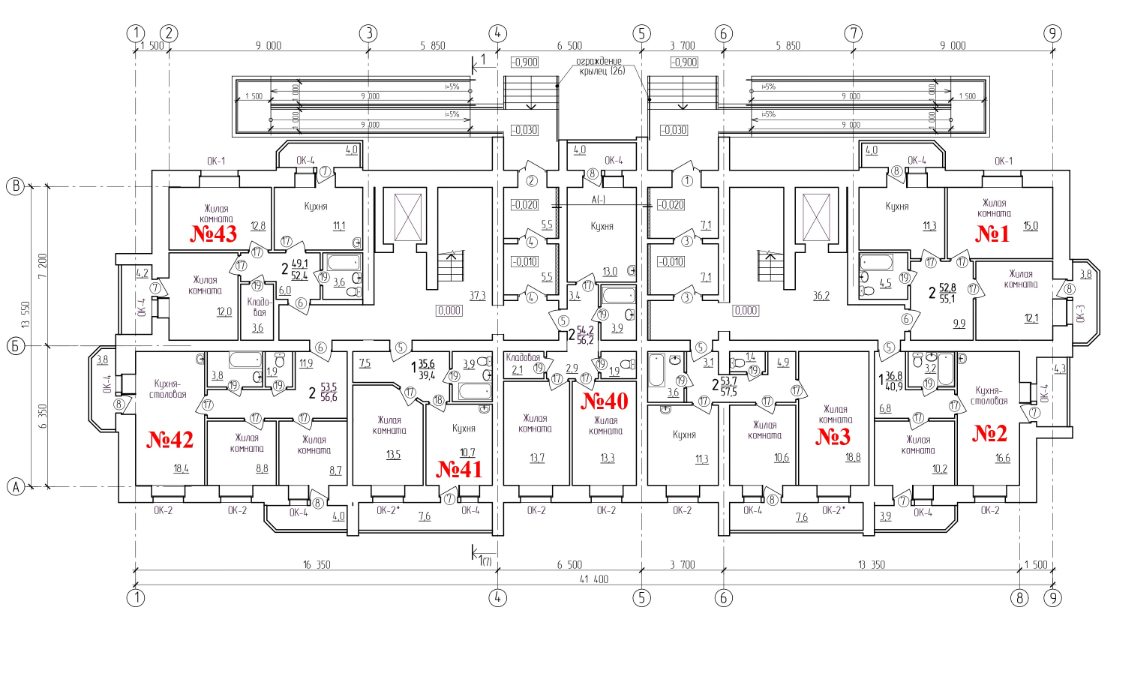 1 2 3 4 5 6 7 9
1 500 9 000 5 850 6 500 3 700 5 850 9 000
1
-0,900 ограждение крылец (26) -0,900
1 500 1 000 9 000 i=5% i=5% 9 000 1 000 1 500
1 000 9 000 i=5% i=5% 9 000 1 000
-0,030 -0,030
ОК-1 ОК-4 4,0 4,0 ОК-4 4,0 ОК-4 ОК-1
7 2 8 1 8
В
Жилая комната 12,8
№43
Кухня 11,1
-0,020 5,5
А(-)
Кухня 13,0
-0,020 7,1
Кухня 11,3
Жилая комната 15,0
№1
17 17 4 3 17 17
4,2 7 ОК-4
Жилая комната 12,0
17 19
Кладовая 3,6
2 49,1 52,4
6,0 19 3,6 6
37,3
0,000
-0,010 5,5
4
5
3,4 17 19 3,9
2 54,2 56,2
-0,010 7,1
3
0,000
36,2
4,5 19
2 52,8 55,1
6 9,9
17
Жилая комната 12,1
8 3,8 ОК-3
7 200
13 550
6 350
Б
3,8 ОК-4 8
Кухня-столовая 18,4
№42
3,8 19 1,9 19 11,9 6
2 53,5 56,6
19 17 17
Жилая комната 8,8
Жилая комната 8,7
7,5 5
1 35,6 39,4
3,9 19
17 18
Жилая комната 13,5
Кухня 10,7
№41
Кладовая 2,1 19 17 2,9 17 19 1,9
№40
Жилая комната 13,7
Жилая комната 13,3
3,6 19 3,1 5
2 53,7 57,5
1,4 19 4,9
17 17 17
Кухня 11,3
Жилая комната 10,6
Жилая комната 18,8
№3
5
1 36,8 40,9
6,8
19 3,2 19
17 17
Жилая комната 10,2
Кухня-столовая 16,6
№2
7 ОК-4 4,3
А
ОК-2 ОК-2 8 ОК-4 4,0 ОК-2* 7,6 7 ОК-4 ОК-2 ОК-2 ОК-2 ОК-4 8 7,6 ОК-2* 7 3,9 ОК-4 ОК-2
1(7)
16 350 6 500 3 700 13 350 1 500
41 400
1 4 5 6 8 9